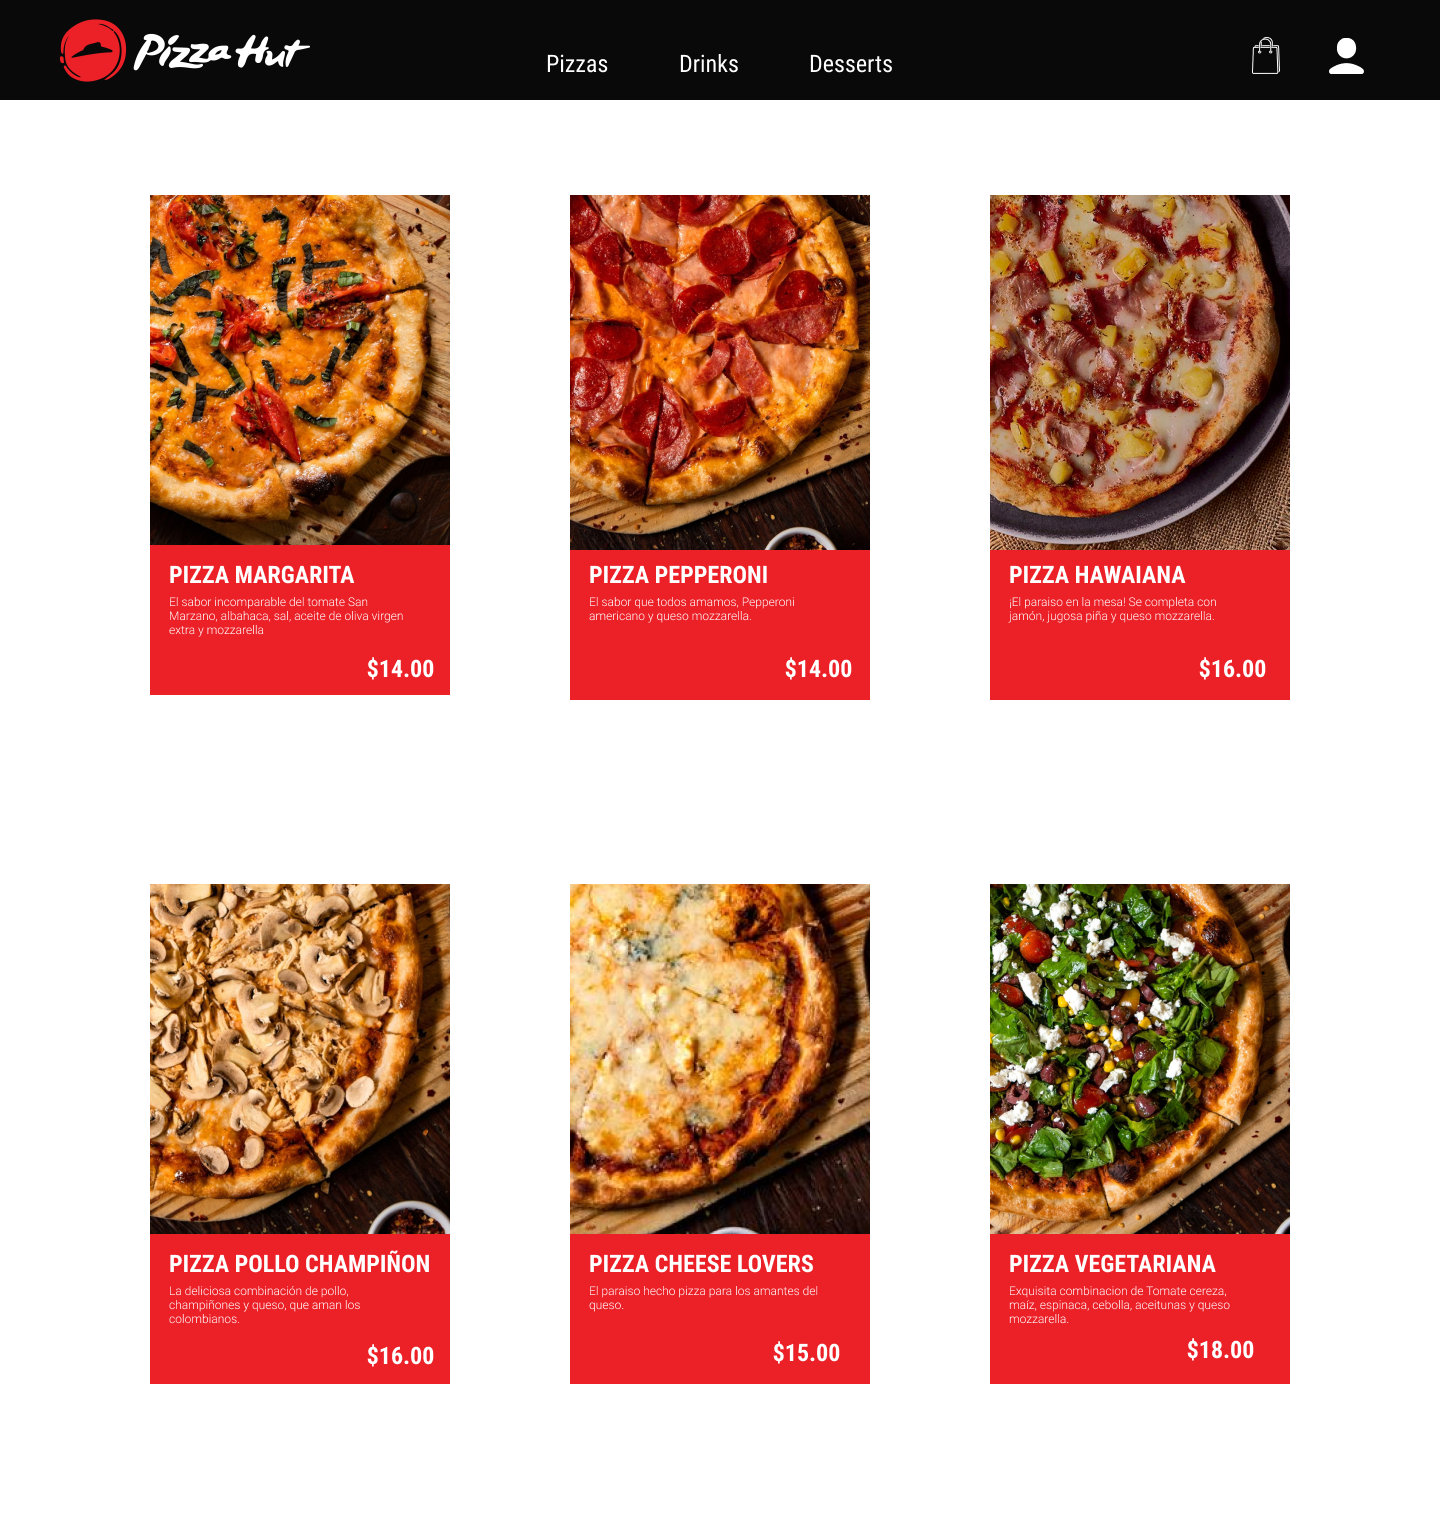 Pizza Hut
Pizzas
Drinks
Desserts
PIZZA MARGARITA
El sabor incomparable del tomate San
Marzano, albahaca, sal, aceite de oliva virgen
extra y mozzarella
$14.00
PIZZA PEPPERONI
El sabor que todos amamos, Pepperoni
americano y queso mozzarella.
$14.00
PIZZA HAWAIANA
¡El paraiso en la mesa! Se completa con
jamón, jugosa piña y queso mozzarella.
$16.00
PIZZA POLLO CHAMPIÑON
La deliciosa combinación de pollo,
champiñones y queso, que aman los
colombianos.
$16.00
PIZZA CHEESE LOVERS
El paraiso hecho pizza para los amantes del
queso.
$15.00
PIZZA VEGETARIANA
Exquisita combinacion de Tomate cereza,
maíz, espinaca, cebolla, aceitunas y queso
mozzarella.
$18.00